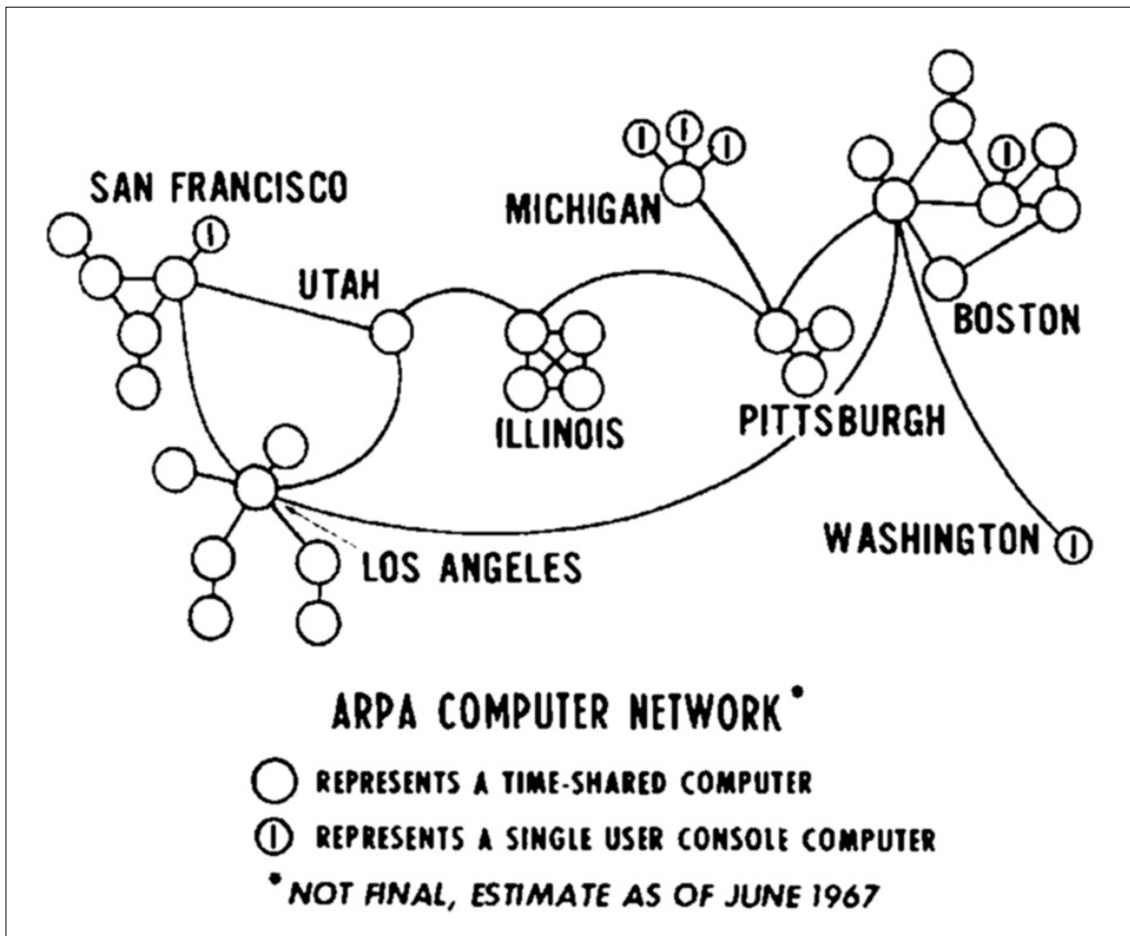 SAN FRANCISCO
MICHIGAN
UTAH
BOSTON
ILLINOIS
PITTSBURGH
WASHINGTON
LOS ANGELES
ARPA COMPUTER NETWORK*
REPRESENTS A TIME-SHARED COMPUTER
REPRESENTS A SINGLE USER CONSOLE COMPUTER
*NOT FINAL, ESTIMATE AS OF JUNE 1967